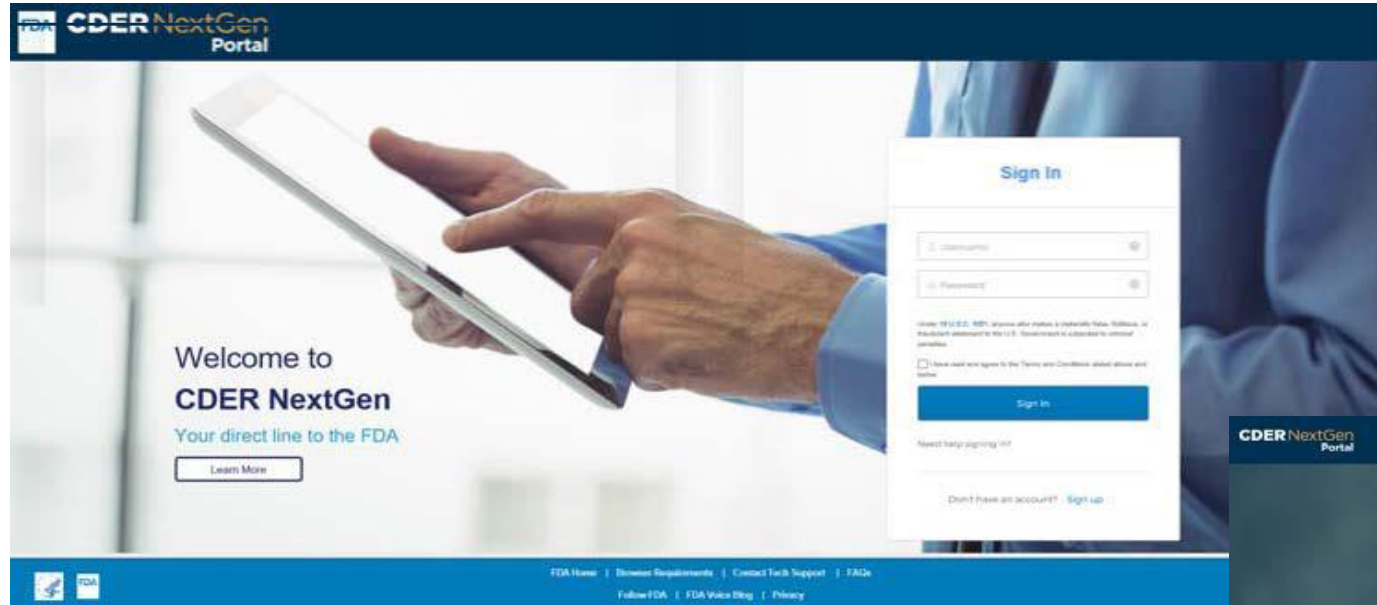 FDA CDER NextGen
Portal
Sign In
Username
Password
Under 18 U.S.C. 1001, anyone who makes a materially false, fictitious, or
fraudulent statement to the U.S. Government is subjected to criminal
penalties.
I have read and agree to the Terms and Conditions stated above and
below.
Sign In
Need help signing in?
Don't have an account? Sign up
Welcome to
CDER NextGen
Your direct line to the FDA
Learn More
CDER NextGen
Portal
FDA
FDA Home | Browser Requirements | Contact Tech Support | FAQs
Follow FDA | FDA Voice Blog | Privacy